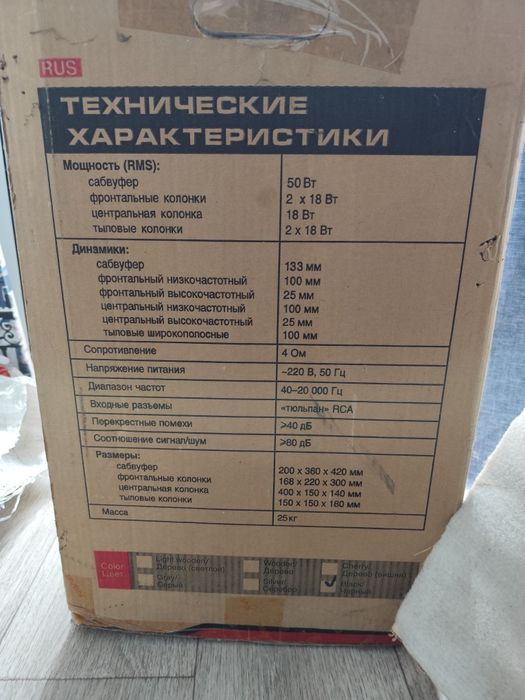 RUS
ТЕХНИЧЕСКИЕ
ХАРАКТЕРИСТИКИ
Мощность (RMS):
сабвуфер 50 Вт
фронтальные колонки 2 x 18 Вт
центральная колонка 18 Вт
тыловые колонки 2 x 18 Вт
Динамики:
сабвуфер 133 мм
фронтальный низкочастотный 100 мм
фронтальный высокочастотный 25 мм
центральный низкочастотный 100 мм
центральный высокочастотный 25 мм
тыловые широкополосные 100 мм
Сопротивление 4 Ом
Напряжение питания ~220 В, 50 Гц
Диапазон частот 40–20 000 Гц
Входные разъемы «тюльпан» RCA
Перекрестные помехи ⩾40 дБ
Соотношение сигнал/шум ⩾80 дБ
Размеры:
сабвуфер 200 x 360 x 420 мм
фронтальные колонки 168 x 220 x 300 мм
центральная колонка 400 x 150 x 140 мм
тыловые колонки 150 x 150 x 180 мм
Масса 25кг
Color Light wooden/ Wooden/ Cherry/
Цвет Дерево (светлое) Дерево Дерево (вишня)
Gray/ Silver/ Black/
Серый Серебро Черный